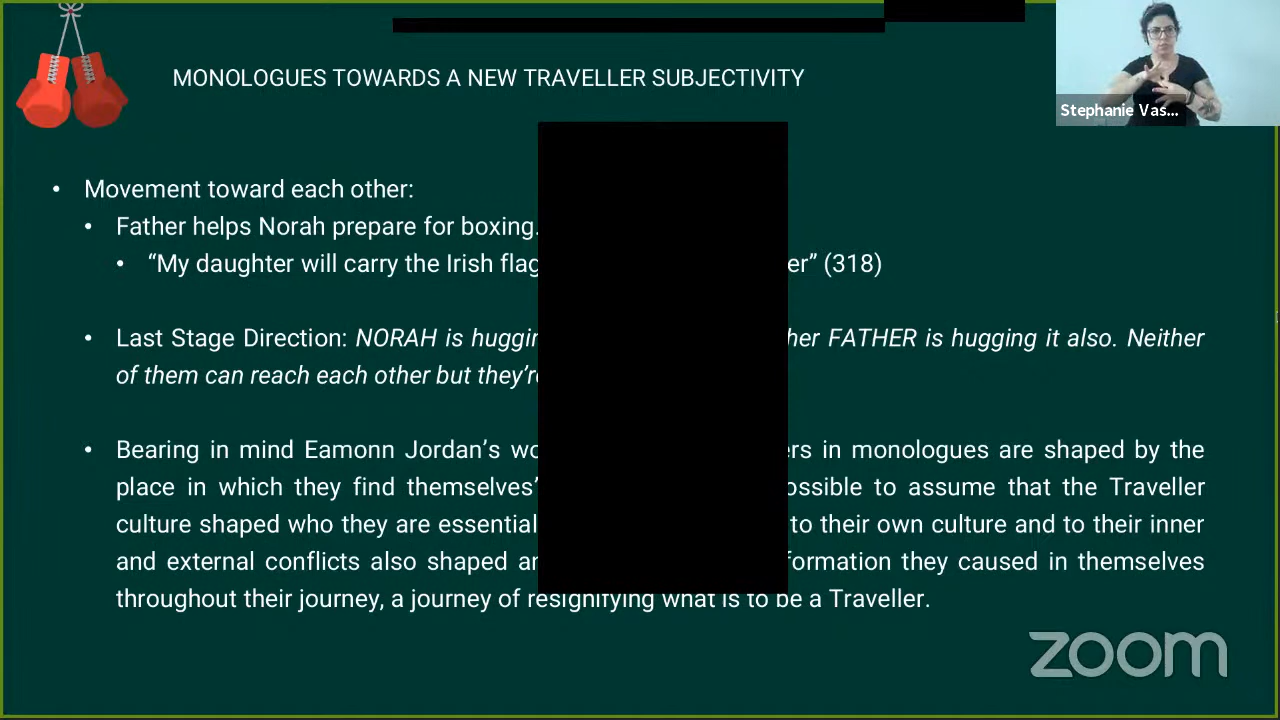 Stephanie Vas...
MONOLOGUES TOWARDS A NEW TRAVELLER SUBJECTIVITY
• Movement toward each other:
• Father helps Norah prepare for boxing.
• “My daughter will carry the Irish flag er” (318)
• Last Stage Direction: NORAH is huggin her FATHER is hugging it also. Neither
of them can reach each other but they’re
• Bearing in mind Eamonn Jordan’s wo ers in monologues are shaped by the
place in which they find themselves’ ossible to assume that the Traveller
culture shaped who they are essential to their own culture and to their inner
and external conflicts also shaped an formation they caused in themselves
throughout their journey, a journey of resignifying what is to be a Traveller.
zoom